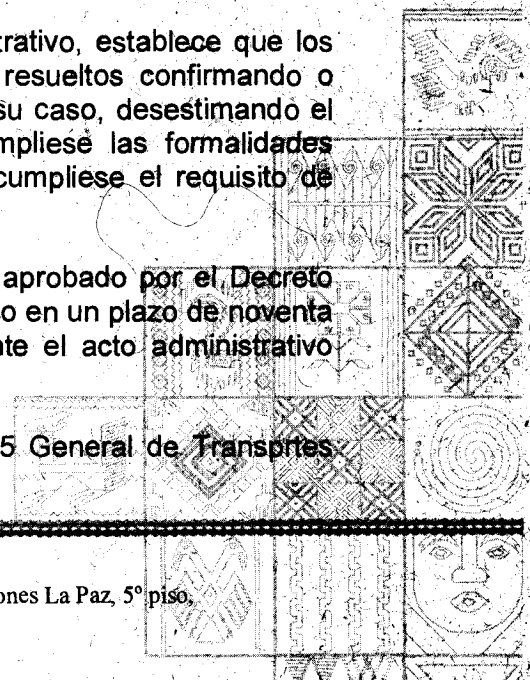 trativo, establece que los
resueltos confirmando o
su caso, desestimando el
mpliese las formalidades
cumpliese el requisito de
aprobado por el Decreto
so en un plazo de noventa
nte el acto administrativo
5 General de Transprtes
ones La Paz, 5º piso,